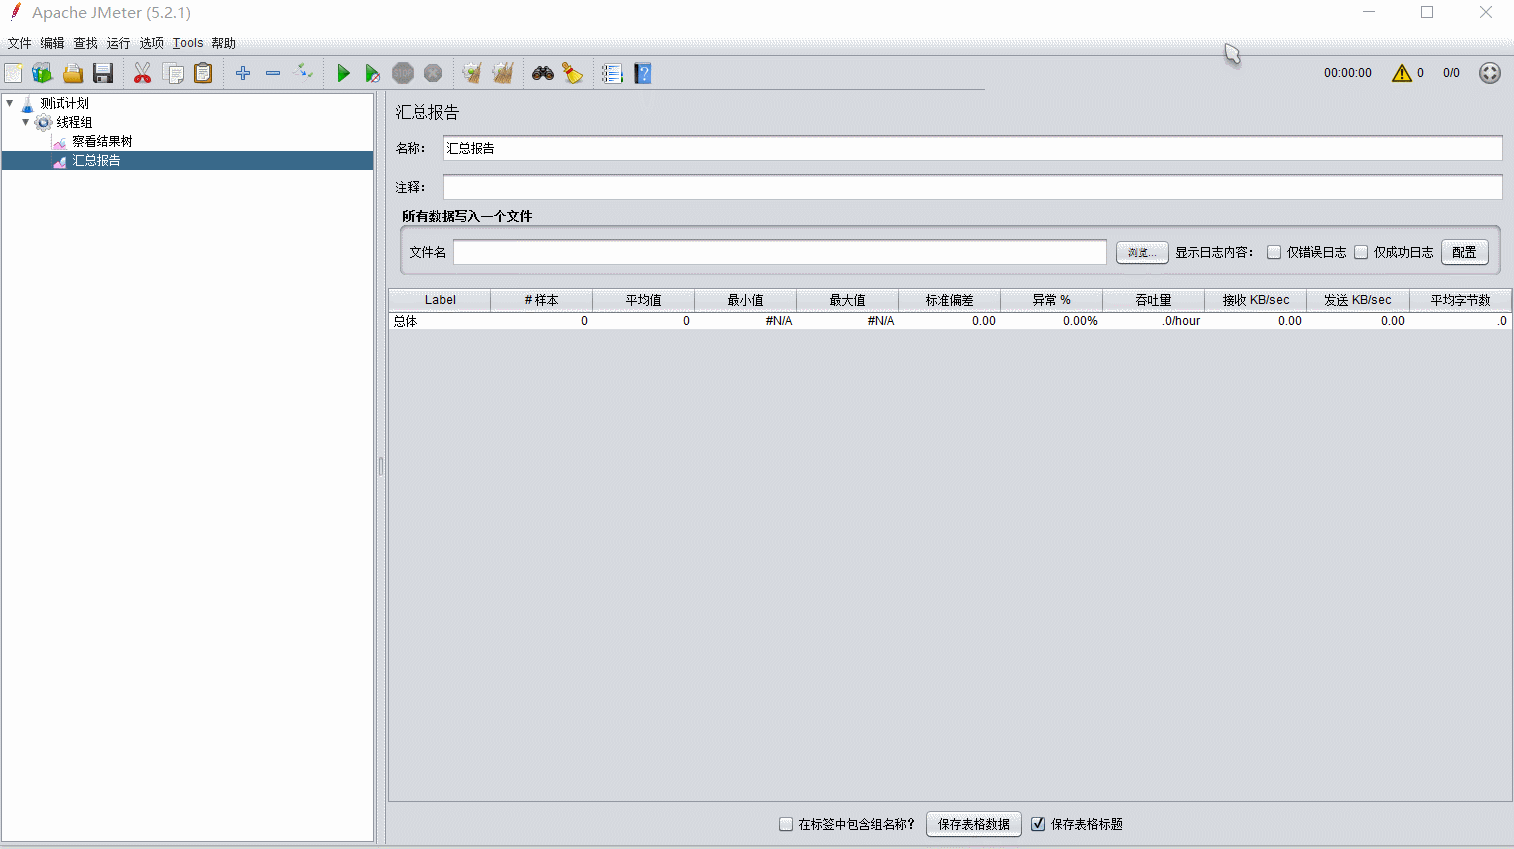 Apache JMeter (5.2.1)
文件 编辑 查找 运行 选项 Tools 帮助
STOP
00:00:00 0 0/0
测试计划
线程组
察看结果树
汇总报告
汇总报告
名称： 汇总报告
注释：
所有数据写入一个文件
文件名 浏览... 显示日志内容： 仅错误日志 仅成功日志 配置
Label # 样本 平均值 最小值 最大值 标准偏差 异常 % 吞吐量 接收 KB/sec 发送 KB/sec 平均字节数
总体 0 0 #N/A #N/A 0.00 0.00% .0/hour 0.00 0.00 .0
在标签中包含组名称? 保存表格数据 保存表格标题